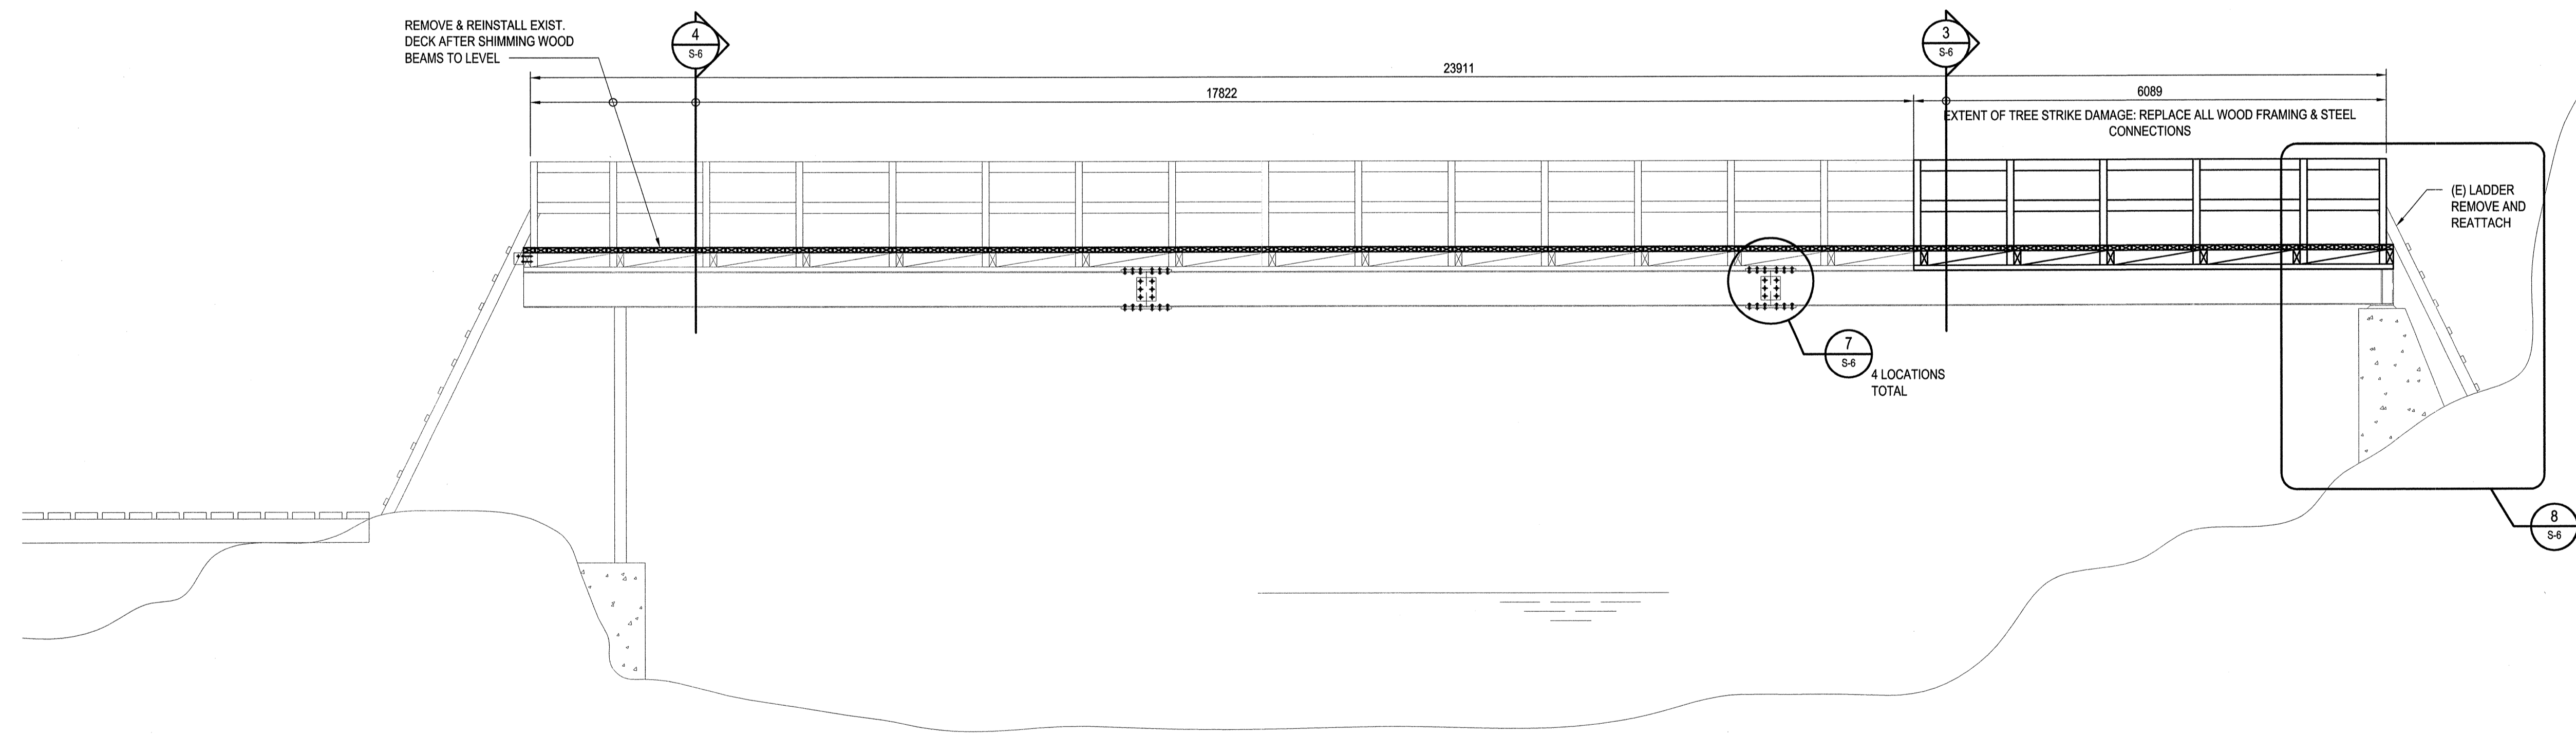 REMOVE & REINSTALL EXIST.
DECK AFTER SHIMMING WOOD
BEAMS TO LEVEL
4
S-6
3
S-6
23911
17822
6089
EXTENT OF TREE STRIKE DAMAGE: REPLACE ALL WOOD FRAMING & STEEL
CONNECTIONS
(E) LADDER
REMOVE AND
REATTACH
7
S-6
4 LOCATIONS
TOTAL
8
S-6